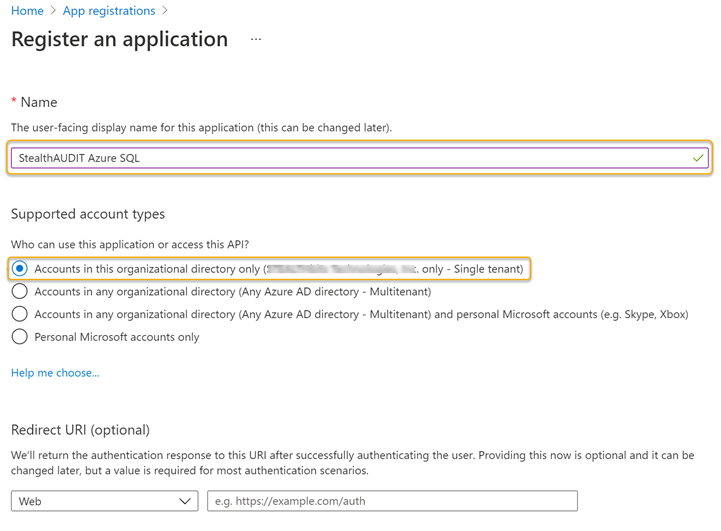 Home > App registrations >
Register an application ...
* Name
The user-facing display name for this application (this can be changed later).
StealthAUDIT Azure SQL
Supported account types
Who can use this application or access this API?
Accounts in this organizational directory only ( only - Single tenant)
Accounts in any organizational directory (Any Azure AD directory - Multitenant)
Accounts in any organizational directory (Any Azure AD directory - Multitenant) and personal Microsoft accounts (e.g. Skype, Xbox)
Personal Microsoft accounts only
Help me choose...
Redirect URI (optional)
We'll return the authentication response to this URI after successfully authenticating the user. Providing this now is optional and it can be
changed later, but a value is required for most authentication scenarios.
Web
e.g. https://example.com/auth